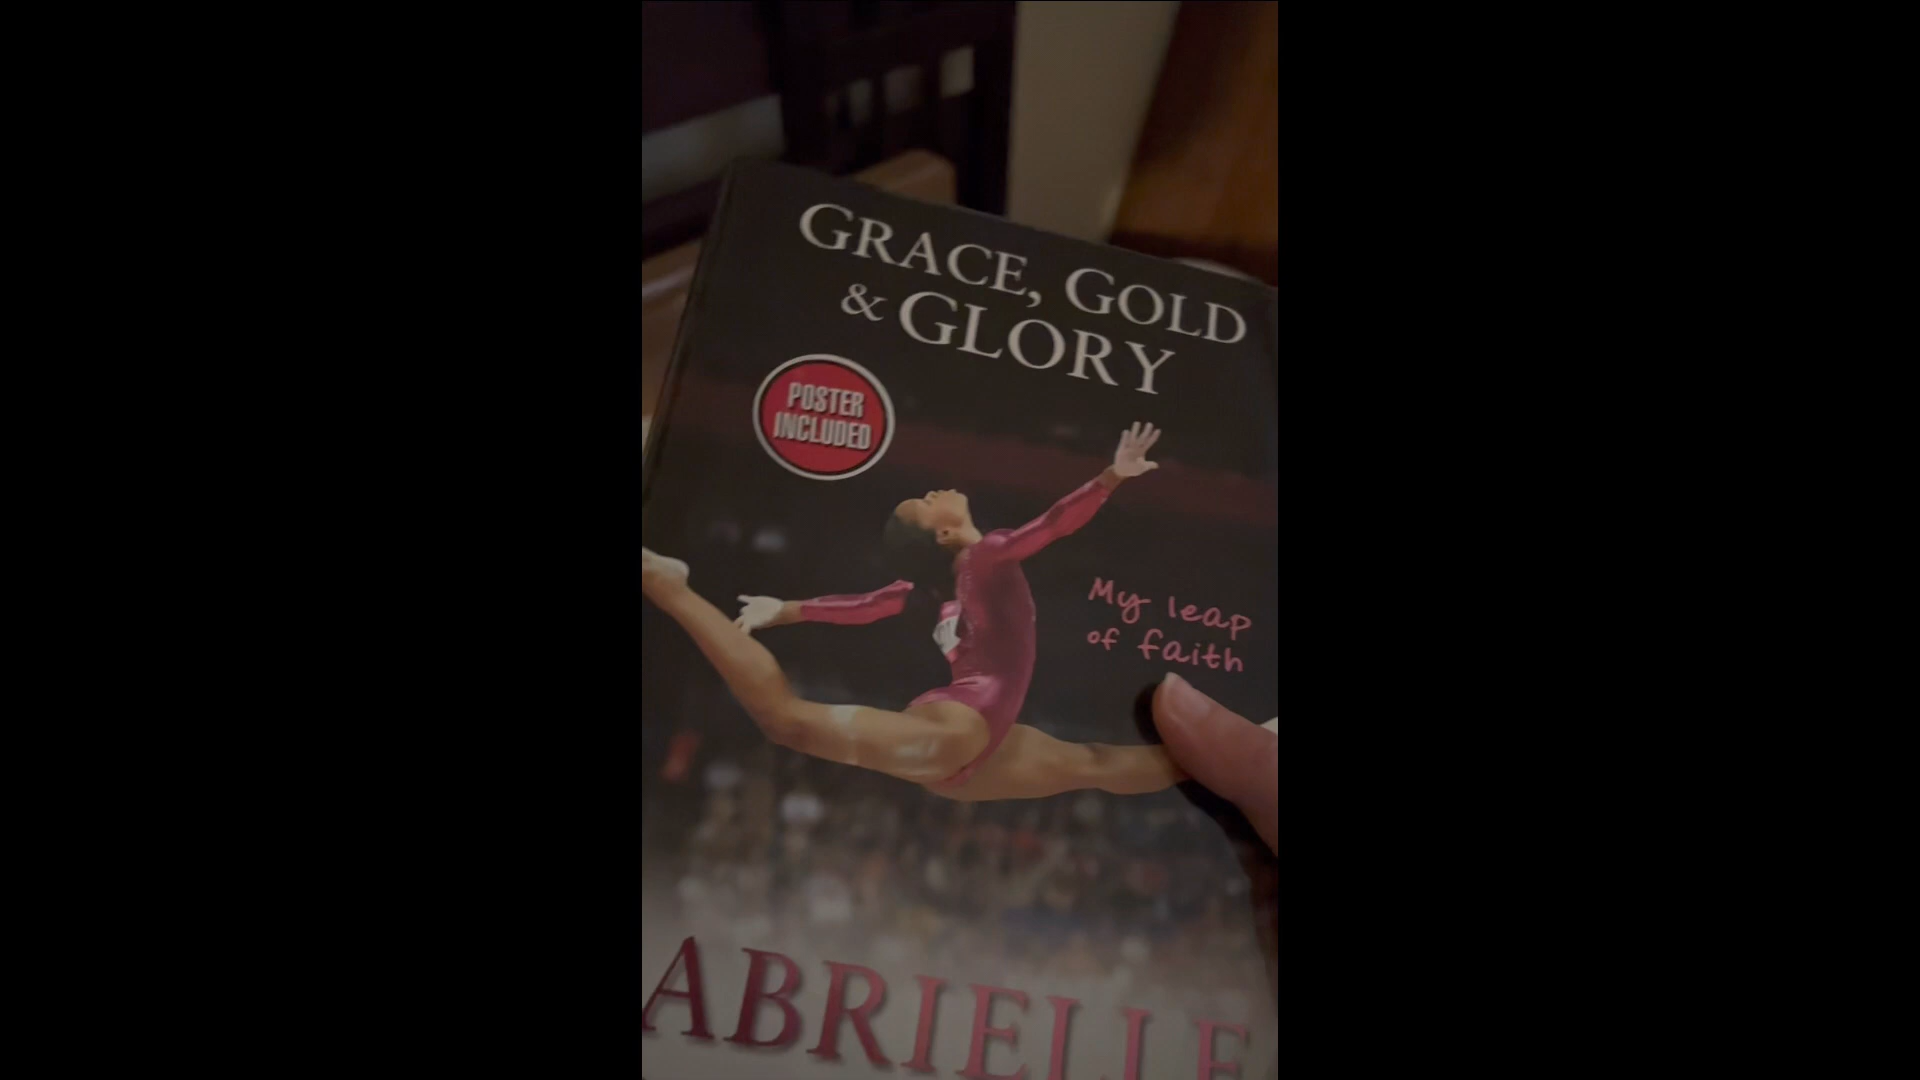 GRACE, GOLD
& GLORY
POSTER
INCLUDED
My leap
of faith
ABRIELLE